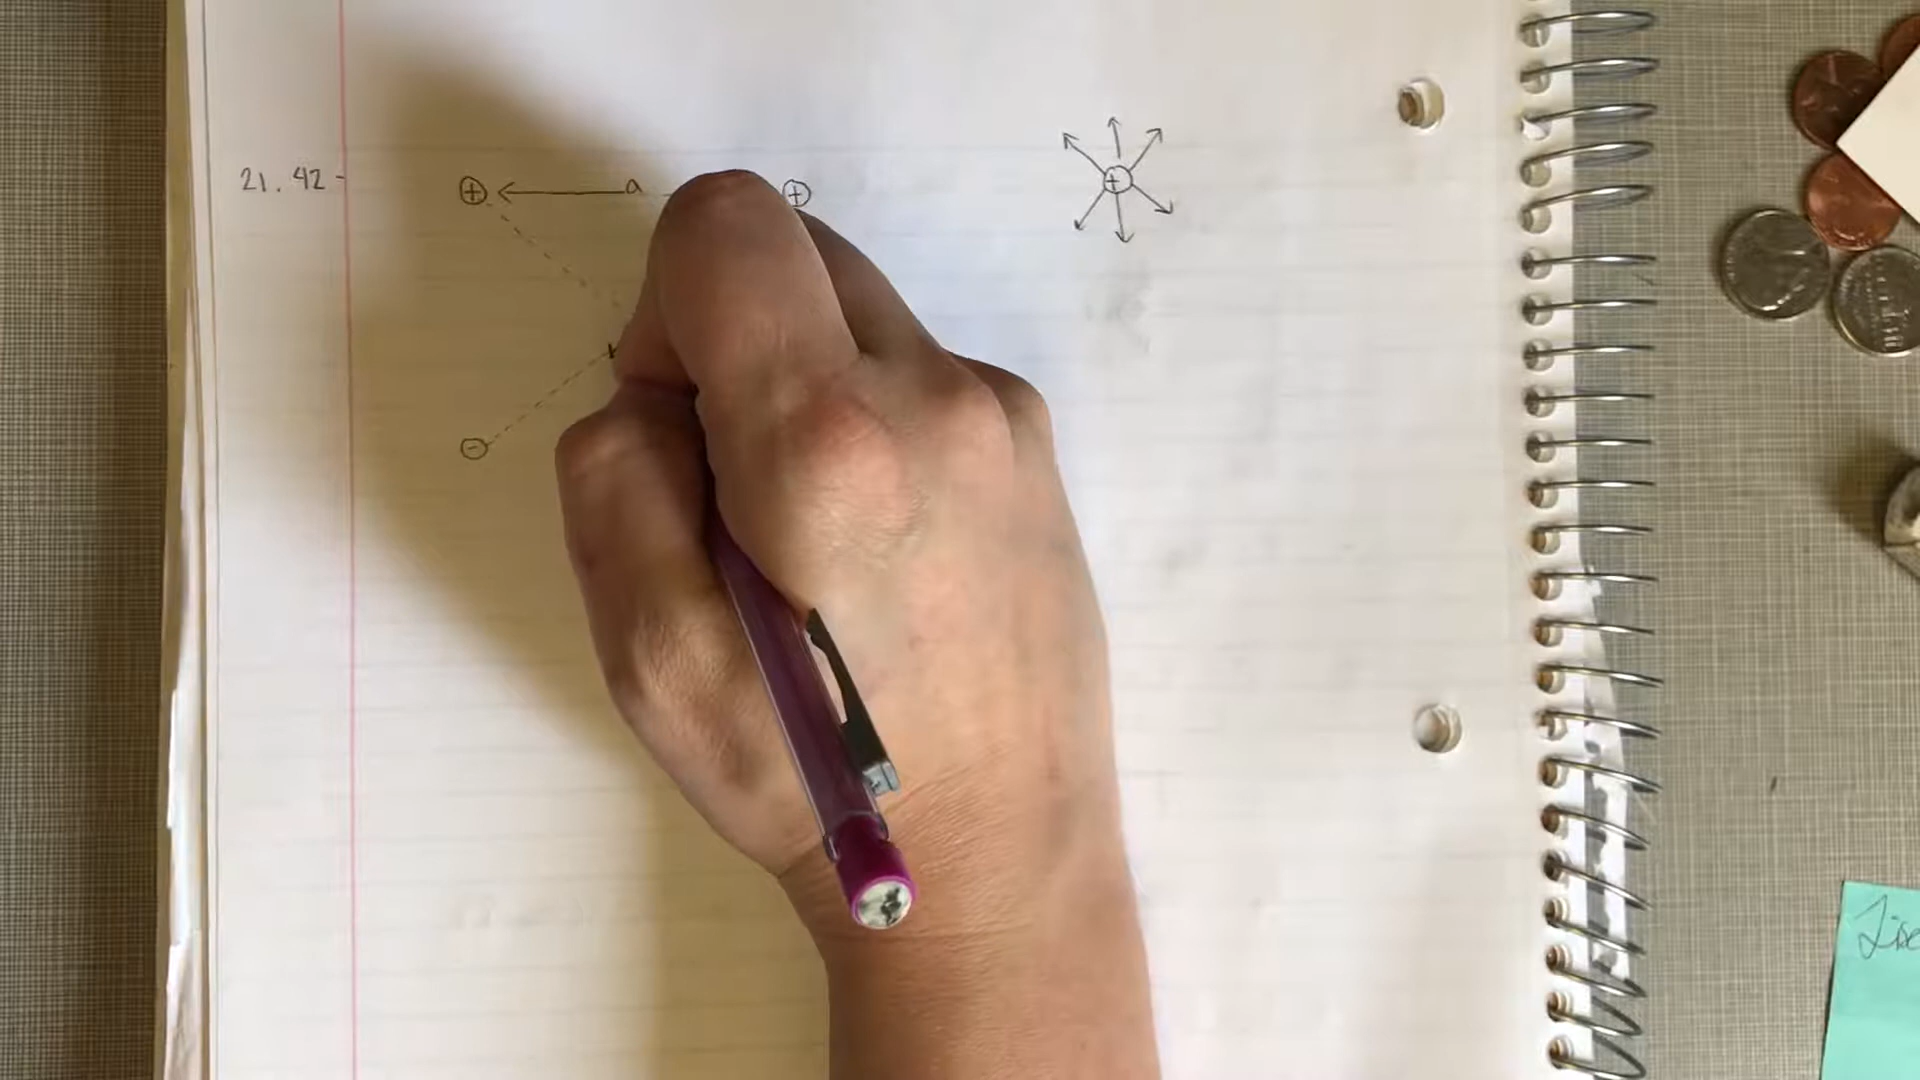 21.42-
+ a +
+
-